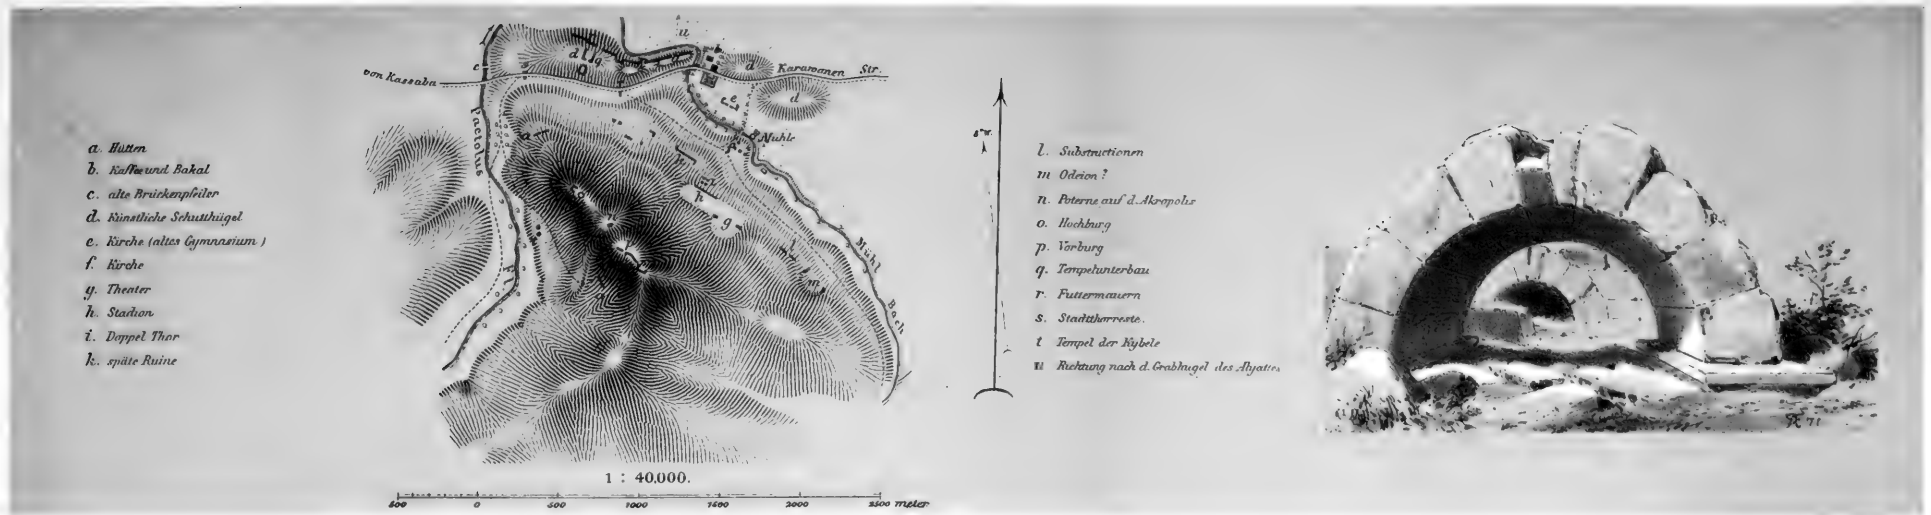 a. Hütten
b. Kaffee und Bakal
c. alte Brückenpfeiler
d. Künstliche Schutthügel
e. Kirche (altes Gymnasium)
f. Kirche
g. Theater
h. Stadion
i. Doppel Thor
k. späte Ruine
von Kassaba
Karawanen Str.
Pactolus
Mühle
Mühl Bach
u
b
d
d
d
q
c
e
a
h
g
l
m
1 : 40,000.
500 0 500 1000 1500 2000 2500 meter
l. Substructionen
m Odeion ?
n. Poterne auf d. Akropolis
o. Hochburg
p. Vorburg
q. Tempelunterbau
r. Futtermauern
s. Stadtthorreste.
t Tempel der Kybele
u Richtung nach d. Grabhügel des Alyattes
71